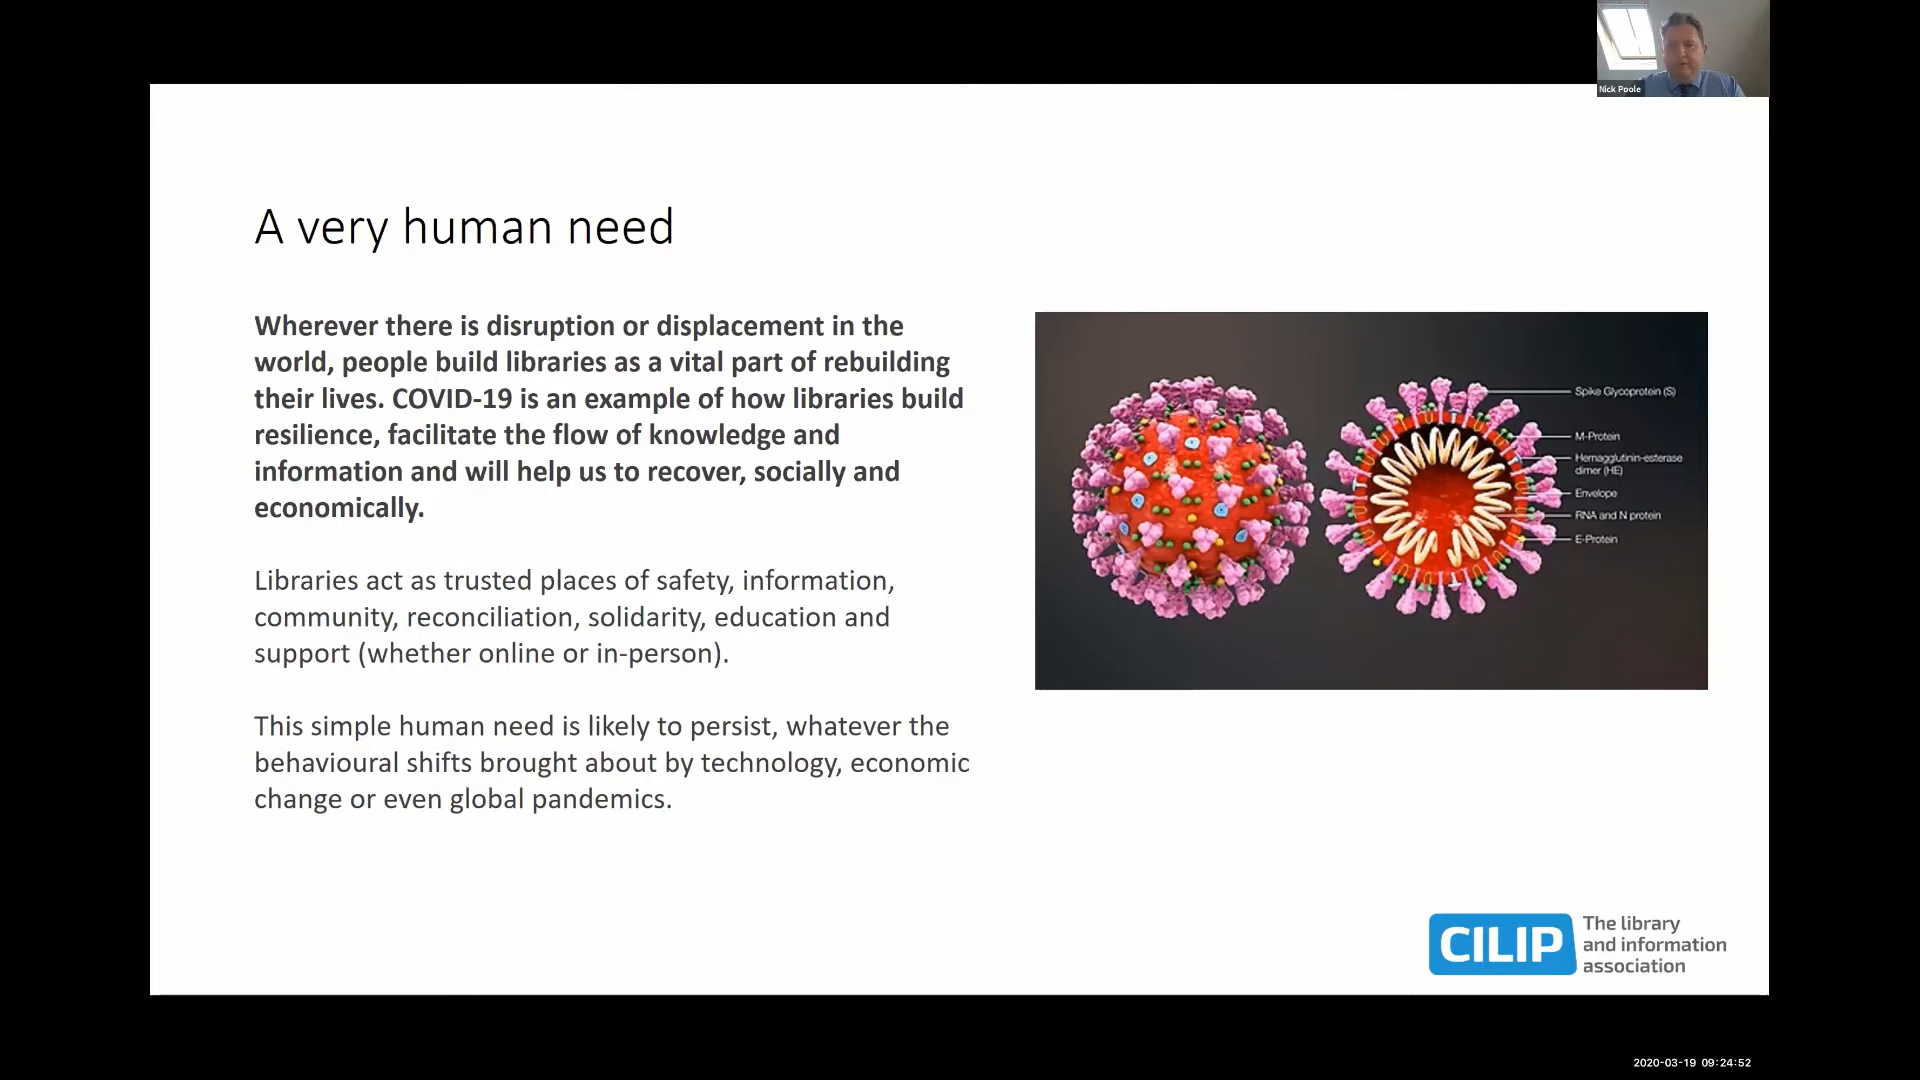 Nick Poole
A very human need
Wherever there is disruption or displacement in the
world, people build libraries as a vital part of rebuilding
their lives. COVID-19 is an example of how libraries build
resilience, facilitate the flow of knowledge and
information and will help us to recover, socially and
economically.
Libraries act as trusted places of safety, information,
community, reconciliation, solidarity, education and
support (whether online or in-person).
This simple human need is likely to persist, whatever the
behavioural shifts brought about by technology, economic
change or even global pandemics.
Spike Glycoprotein (S)
M-Protein
Hemagglutinin-esterase
dimer (HE)
Envelope
RNA and N protein
E-Protein
CILIP
The library
and information
association
2020-03-19 09:24:52